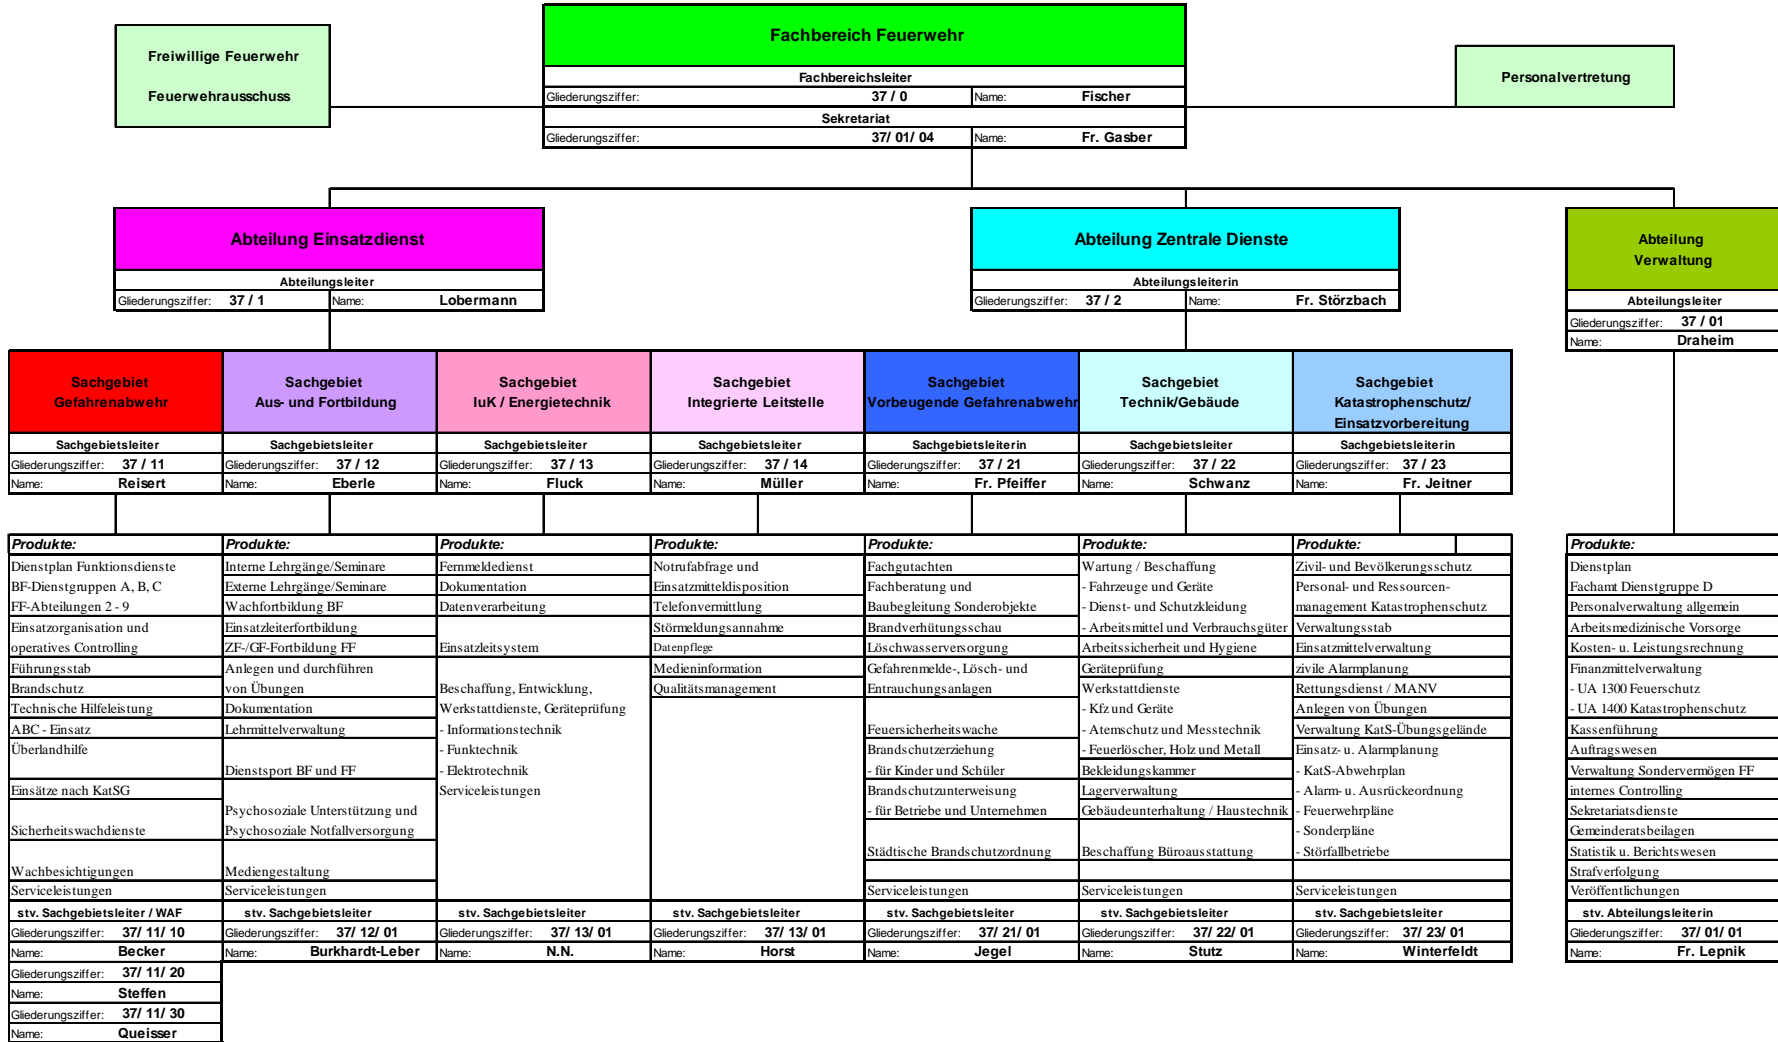 Freiwillige Feuerwehr
Feuerwehrausschuss
Fachbereich Feuerwehr
Fachbereichsleiter
Gliederungsziffer: 37 / 0 Name: Fischer
Sekretariat
Gliederungsziffer: 37/ 01/ 04 Name: Fr. Gasber
Personalvertretung
Abteilung Einsatzdienst
Abteilungsleiter
Gliederungsziffer: 37 / 1 Name: Lobermann
Abteilung Zentrale Dienste
Abteilungsleiterin
Gliederungsziffer: 37 / 2 Name: Fr. Störzbach
Abteilung
Verwaltung
Abteilungsleiter
Gliederungsziffer: 37 / 01
Name: Draheim
Sachgebiet
Gefahrenabwehr
Sachgebietsleiter
Gliederungsziffer: 37 / 11
Name: Reisert
Sachgebiet
Aus- und Fortbildung
Sachgebietsleiter
Gliederungsziffer: 37 / 12
Name: Eberle
Sachgebiet
IuK / Energietechnik
Sachgebietsleiter
Gliederungsziffer: 37 / 13
Name: Fluck
Sachgebiet
Integrierte Leitstelle
Sachgebietsleiter
Gliederungsziffer: 37 / 14
Name: Müller
Sachgebiet
Vorbeugende Gefahrenabwehr
Sachgebietsleiterin
Gliederungsziffer: 37 / 21
Name: Fr. Pfeiffer
Sachgebiet
Technik/Gebäude
Sachgebietsleiter
Gliederungsziffer: 37 / 22
Name: Schwanz
Sachgebiet
Katastrophenschutz/
Einsatzvorbereitung
Sachgebietsleiterin
Gliederungsziffer: 37 / 23
Name: Fr. Jeitner
Produkte:
Dienstplan Funktionsdienste
BF-Dienstgruppen A, B, C
FF-Abteilungen 2 - 9
Einsatzorganisation und
operatives Controlling
Führungsstab
Brandschutz
Technische Hilfeleistung
ABC - Einsatz
Überlandhilfe
Einsätze nach KatSG
Sicherheitswachdienste
Wachbesichtigungen
Serviceleistungen
stv. Sachgebietsleiter / WAF
Gliederungsziffer: 37/ 11/ 10
Name: Becker
Gliederungsziffer: 37/ 11/ 20
Name: Steffen
Gliederungsziffer: 37/ 11/ 30
Name: Queisser
Produkte:
Interne Lehrgänge/Seminare
Externe Lehrgänge/Seminare
Wachfortbildung BF
Einsatzleiterfortbildung
ZF-/GF-Fortbildung FF
Anlegen und durchführen
von Übungen
Dokumentation
Lehrmittelverwaltung
Dienstsport BF und FF
Psychosoziale Unterstützung und
Psychosoziale Notfallversorgung
Mediengestaltung
Serviceleistungen
stv. Sachgebietsleiter
Gliederungsziffer: 37/ 12/ 01
Name: Burkhardt-Leber
Produkte:
Fernmeldedienst
Dokumentation
Datenverarbeitung
Einsatzleitsystem
Beschaffung, Entwicklung,
Werkstattdienste, Geräteprüfung
- Informationstechnik
- Funktechnik
- Elektrotechnik
Serviceleistungen
stv. Sachgebietsleiter
Gliederungsziffer: 37/ 13/ 01
Name: N.N.
Produkte:
Notrufabfrage und
Einsatzmitteldisposition
Telefonvermittlung
Störmeldungsannahme
Datenpflege
Medieninformation
Qualitätsmanagement
stv. Sachgebietsleiter
Gliederungsziffer: 37/ 13/ 01
Name: Horst
Produkte:
Fachgutachten
Fachberatung und
Baubegleitung Sonderobjekte
Brandverhütungsschau
Löschwasserversorgung
Gefahrenmelde-, Lösch- und
Entrauchungsanlagen
Feuersicherheitswache
Brandschutzerziehung
- für Kinder und Schüler
Brandschutzunterweisung
- für Betriebe und Unternehmen
Städtische Brandschutzordnung
Serviceleistungen
stv. Sachgebietsleiter
Gliederungsziffer: 37/ 21/ 01
Name: Jegel
Produkte:
Wartung / Beschaffung
- Fahrzeuge und Geräte
- Dienst- und Schutzkleidung
- Arbeitsmittel und Verbrauchsgüter
Arbeitssicherheit und Hygiene
Geräteprüfung
Werkstattdienste
- Kfz und Geräte
- Atemschutz und Messtechnik
- Feuerlöscher, Holz und Metall
Bekleidungskammer
Lagerverwaltung
Gebäudeunterhaltung / Haustechnik
Beschaffung Büroausstattung
Serviceleistungen
stv. Sachgebietsleiter
Gliederungsziffer: 37/ 22/ 01
Name: Stutz
Produkte:
Zivil- und Bevölkerungsschutz
Personal- und Ressourcen-
management Katastrophenschutz
Verwaltungsstab
Einsatzmittelverwaltung
zivile Alarmplanung
Rettungsdienst / MANV
Anlegen von Übungen
Verwaltung KatS-Übungsgelände
Einsatz- u. Alarmplanung
- KatS-Abwehrplan
- Alarm- u. Ausrückeordnung
- Feuerwehrpläne
- Sonderpläne
- Störfallbetriebe
Serviceleistungen
stv. Sachgebietsleiter
Gliederungsziffer: 37/ 23/ 01
Name: Winterfeldt
Produkte:
Dienstplan
Fachamt Dienstgruppe D
Personalverwaltung allgemein
Arbeitsmedizinische Vorsorge
Kosten- u. Leistungsrechnung
Finanzmittelverwaltung
- UA 1300 Feuerschutz
- UA 1400 Katastrophenschutz
Kassenführung
Auftragswesen
Verwaltung Sondervermögen FF
internes Controlling
Sekretariatsdienste
Gemeinderatsbeilagen
Statistik u. Berichtswesen
Strafverfolgung
Veröffentlichungen
stv. Abteilungsleiterin
Gliederungsziffer: 37/ 01/ 01
Name: Fr. Lepnik